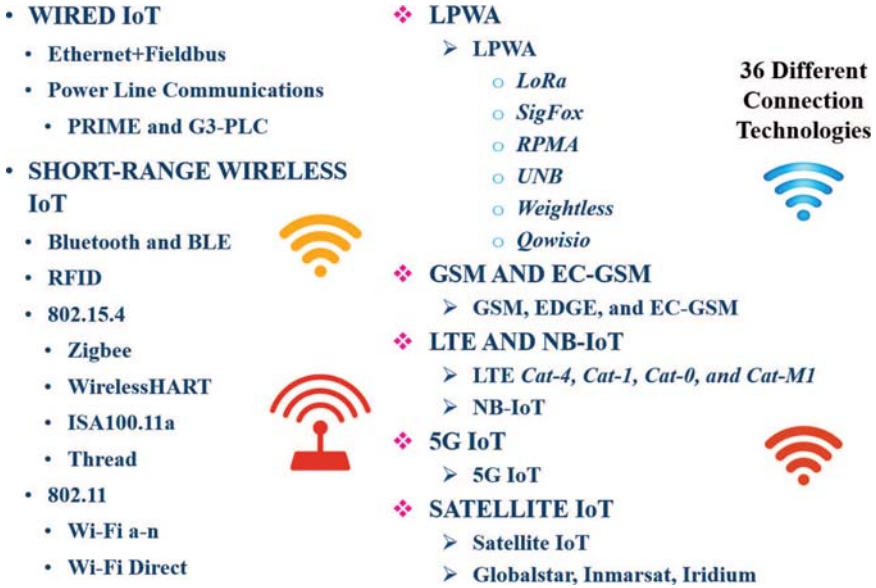 • WIRED IoT
• Ethernet+Fieldbus
• Power Line Communications
• PRIME and G3-PLC
• SHORT-RANGE WIRELESS
IoT
• Bluetooth and BLE
• RFID
• 802.15.4
• Zigbee
• WirelessHART
• ISA100.11a
• Thread
• 802.11
• Wi-Fi a-n
• Wi-Fi Direct
❖ LPWA
➢ LPWA
o LoRa
o SigFox
o RPMA
o UNB
o Weightless
o Qowisio
❖ GSM AND EC-GSM
➢ GSM, EDGE, and EC-GSM
❖ LTE AND NB-IoT
➢ LTE Cat-4, Cat-1, Cat-0, and Cat-M1
➢ NB-IoT
❖ 5G IoT
➢ 5G IoT
❖ SATELLITE IoT
➢ Satellite IoT
➢ Globalstar, Inmarsat, Iridium
36 Different
Connection
Technologies